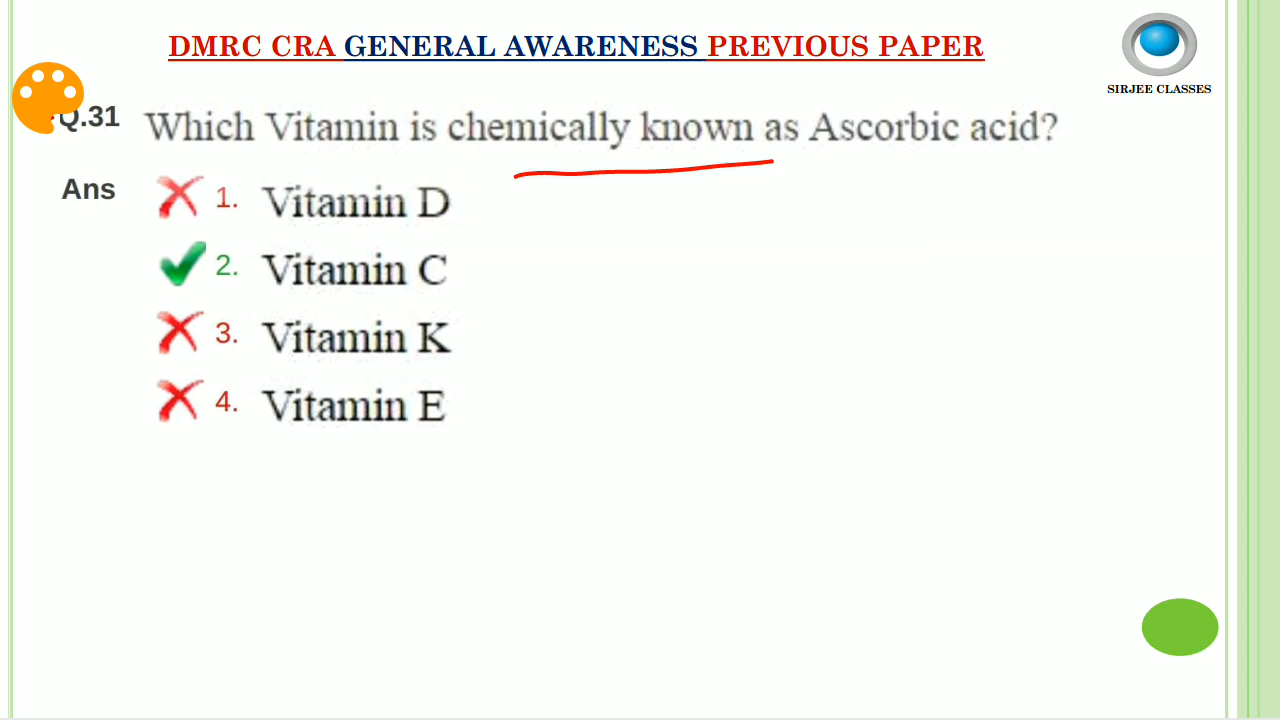 DMRC CRA GENERAL AWARENESS PREVIOUS PAPER
SIRJEE CLASSES
Q.31 Which Vitamin is chemically known as Ascorbic acid?
Ans
1. Vitamin D
2. Vitamin C
3. Vitamin K
4. Vitamin E